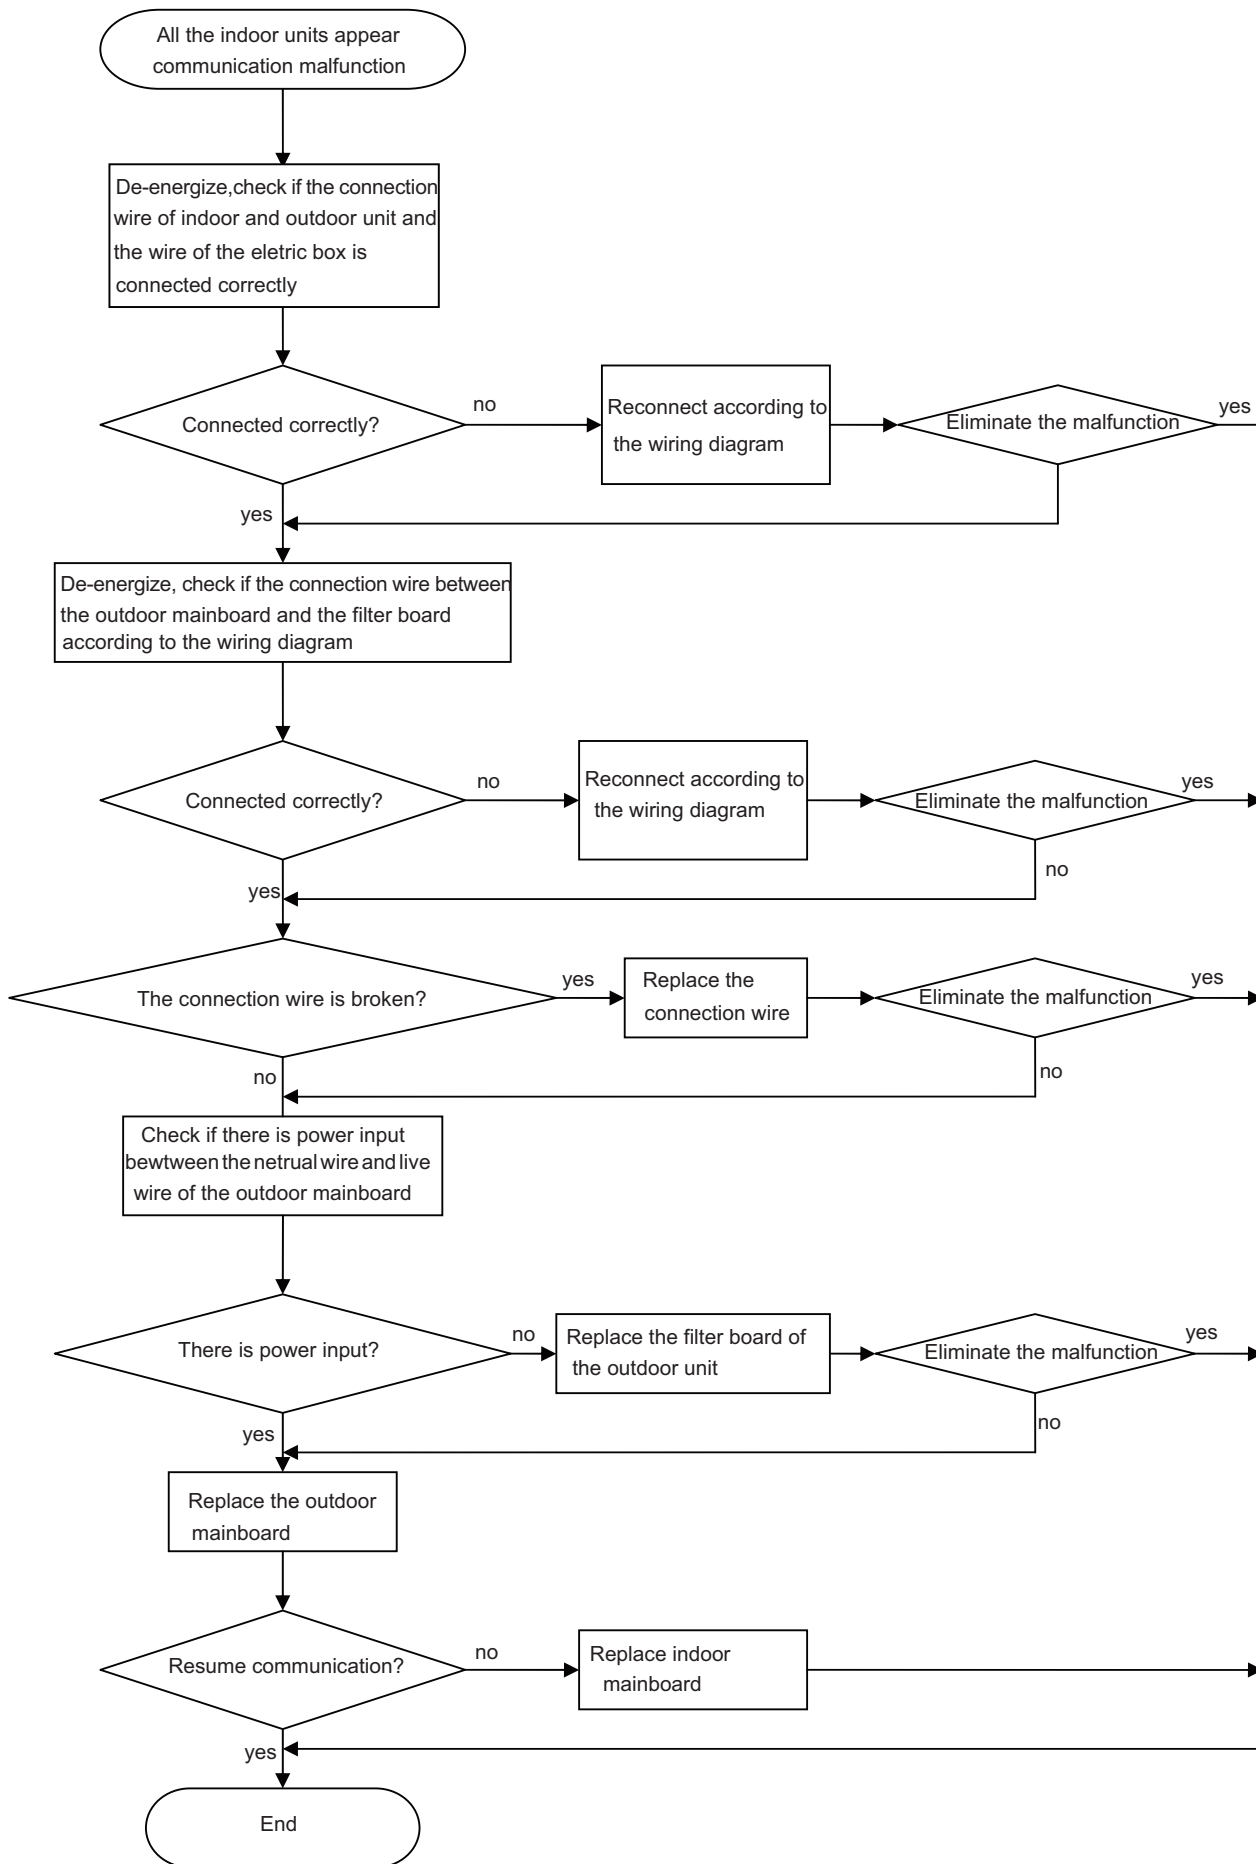 All the indoor units appear
communication malfunction
De-energize,check if the connection
wire of indoor and outdoor unit and
the wire of the eletric box is
connected correctly
Connected correctly?
no
Reconnect according to
the wiring diagram
Eliminate the malfunction
yes
yes
De-energize, check if the connection wire between
the outdoor mainboard and the filter board
according to the wiring diagram
Connected correctly?
no
Reconnect according to
the wiring diagram
Eliminate the malfunction
yes
no
yes
The connection wire is broken?
yes
Replace the
connection wire
Eliminate the malfunction
yes
no
no
Check if there is power input
bewtween the netrual wire and live
wire of the outdoor mainboard
There is power input?
no
Replace the filter board of
the outdoor unit
Eliminate the malfunction
yes
no
yes
Replace the outdoor
mainboard
Resume communication?
no
Replace indoor
mainboard
yes
End